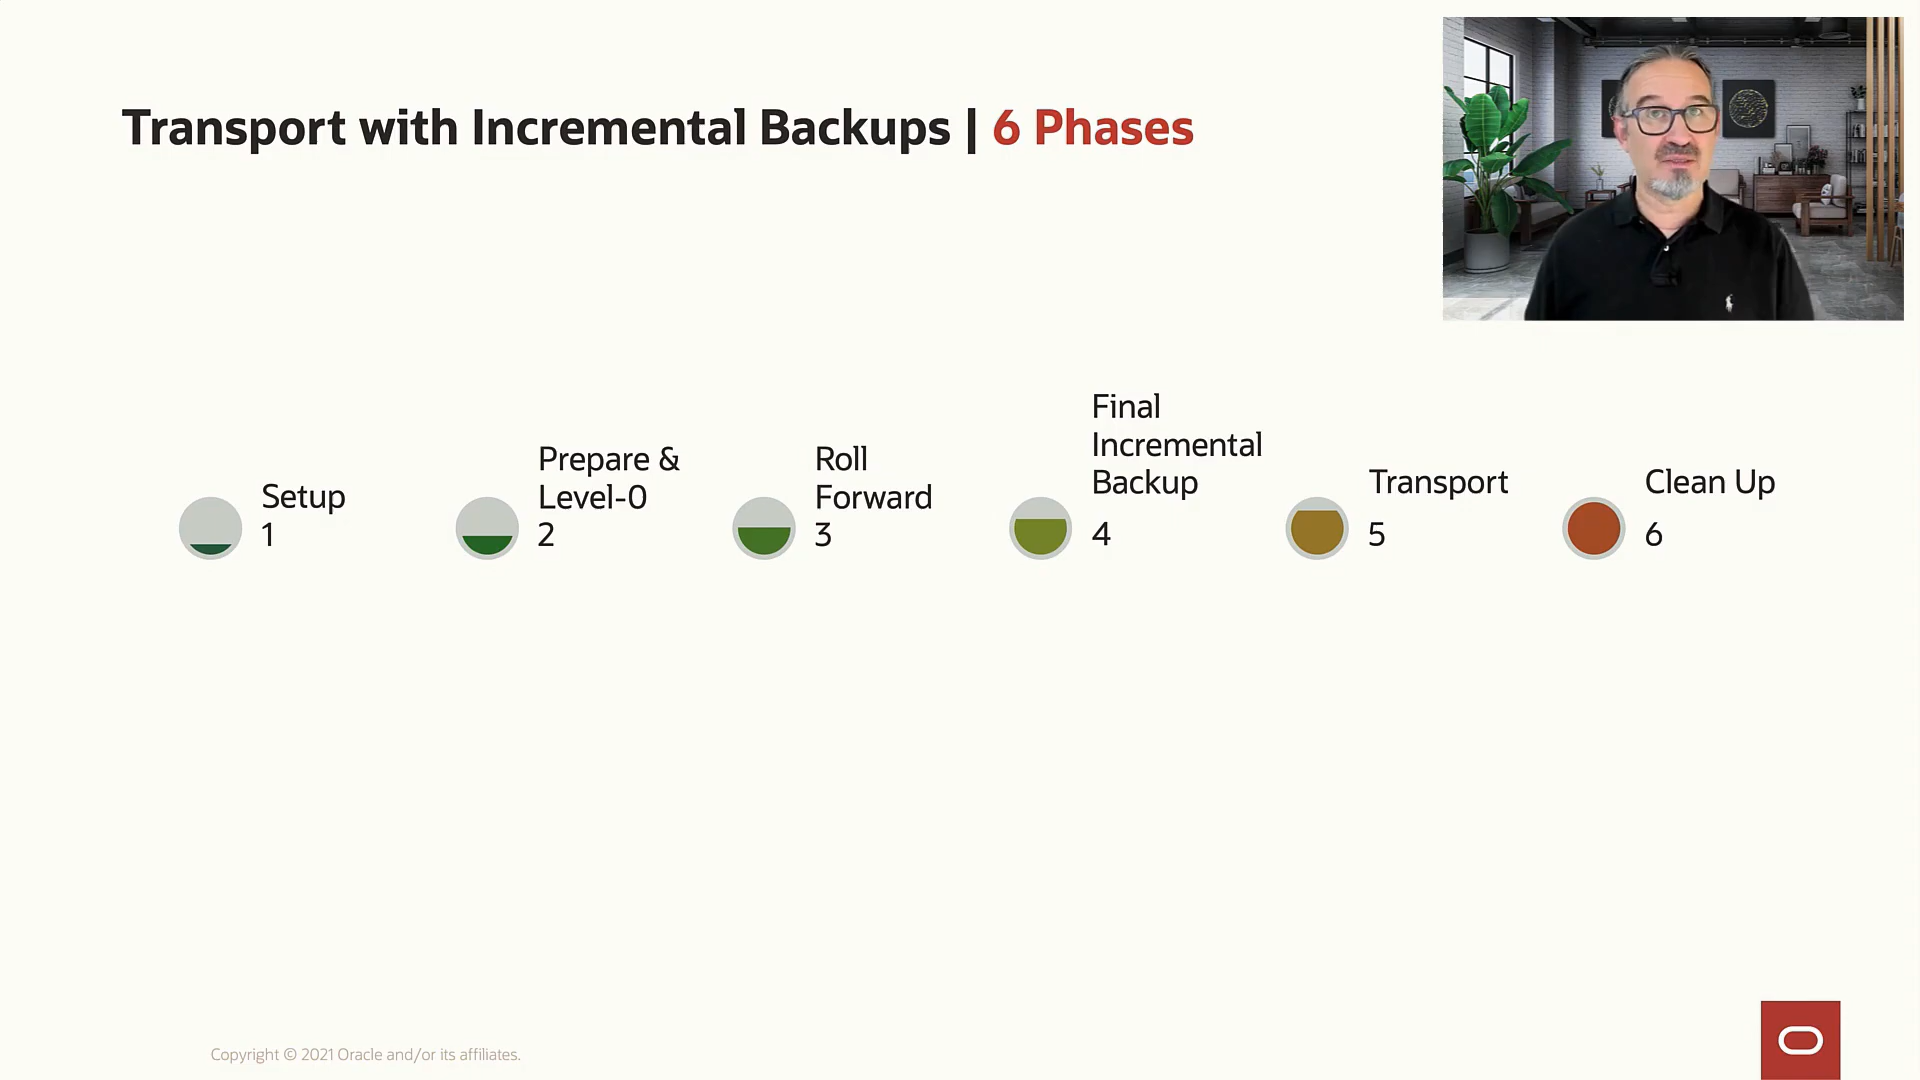 Transport with Incremental Backups | 6 Phases
Setup
1
Prepare &
Level-0
2
Roll
Forward
3
Final
Incremental
Backup
4
Transport
5
Clean Up
6
Copyright © 2021 Oracle and/or its affiliates.